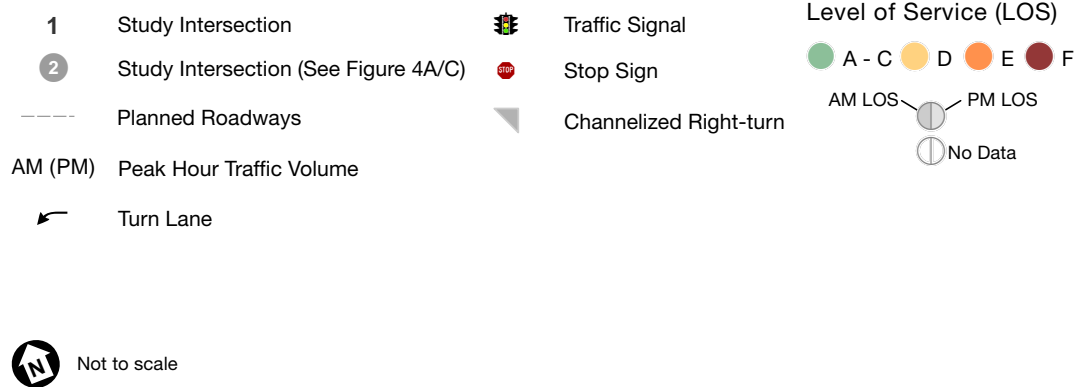 1 Study Intersection
2 Study Intersection (See Figure 4A/C)
Planned Roadways
AM (PM) Peak Hour Traffic Volume
Turn Lane
Traffic Signal
STOP Stop Sign
Channelized Right-turn
Level of Service (LOS)
A - C D E F
AM LOS PM LOS
No Data
N Not to scale